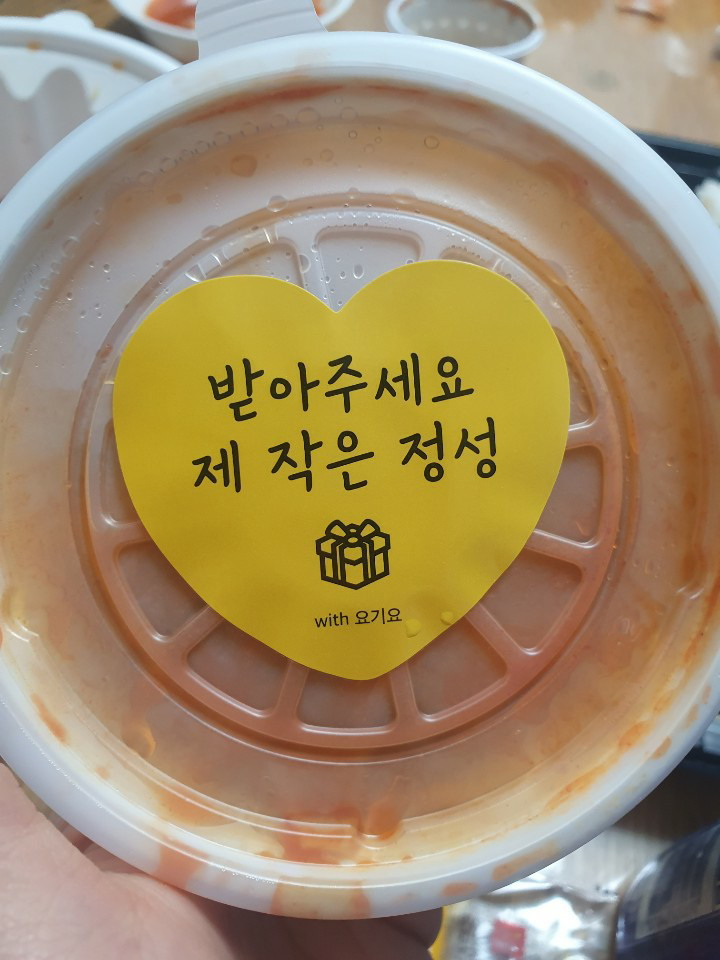 받아주세요
제 작은 정성
with 요기요